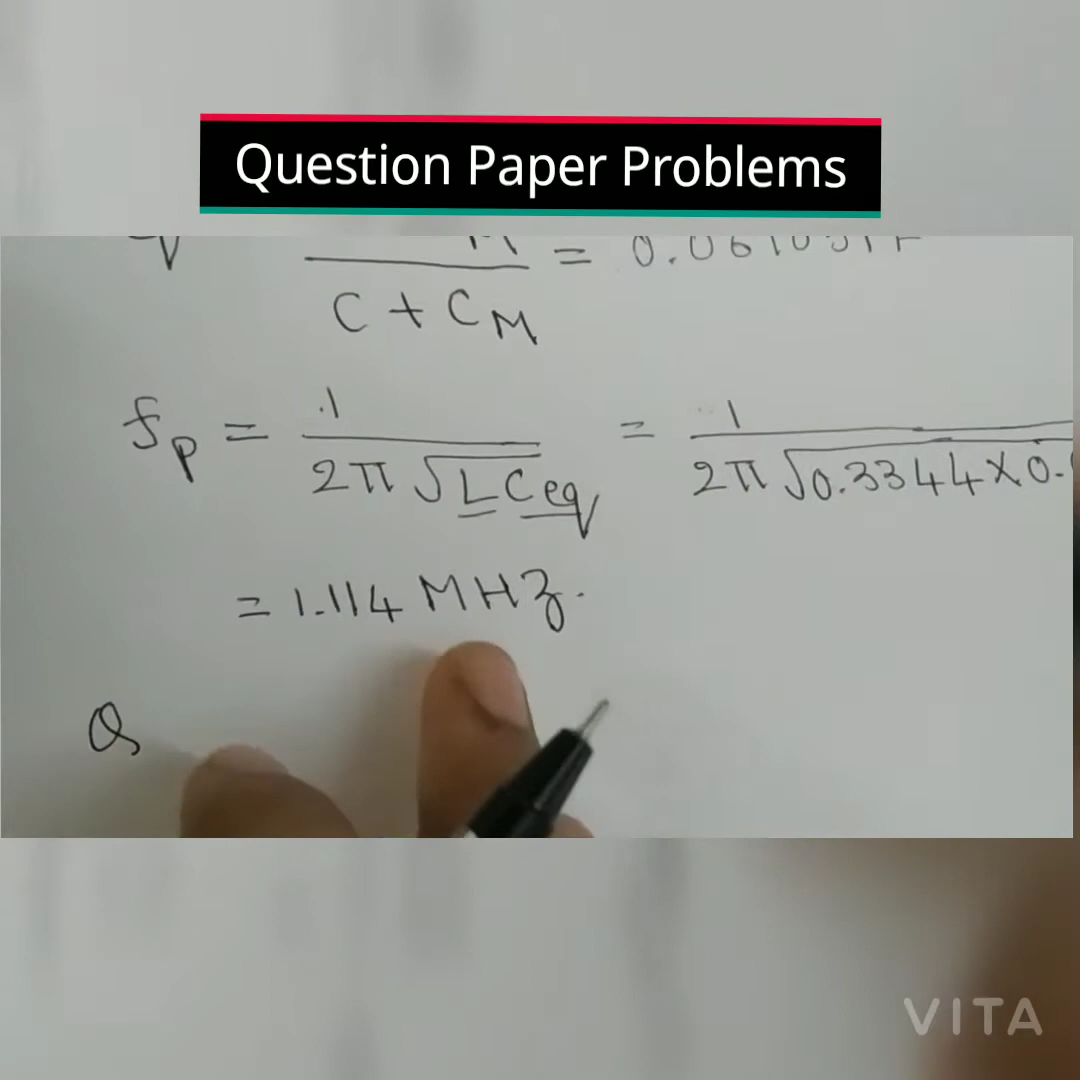 Question Paper Problems
C + C_M
f_p = 1 / 2π √(L C_eq) = 1 / 2π √(0.3344 × 0.
= 1.114 MHz.
Q
VITA